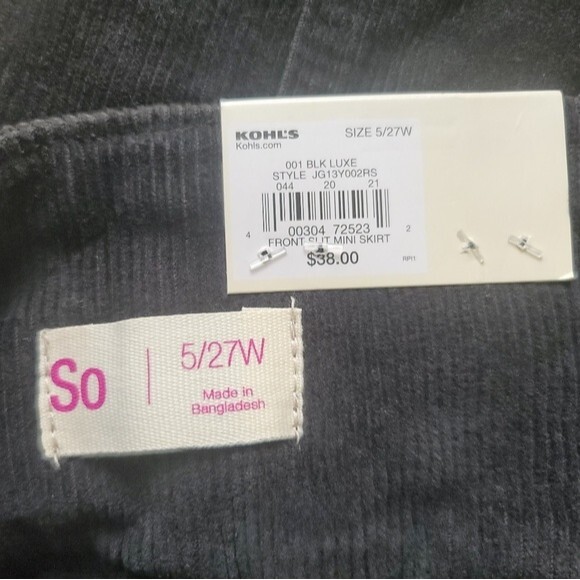 KOHL'S SIZE 5/27W
Kohls.com
001 BLK LUXE
STYLE JG13Y002RS
044 20 21
4 00304 72523 2
FRONT SLIT MINI SKIRT
$38.00 RPI1
So | 5/27W
Made in
Bangladesh